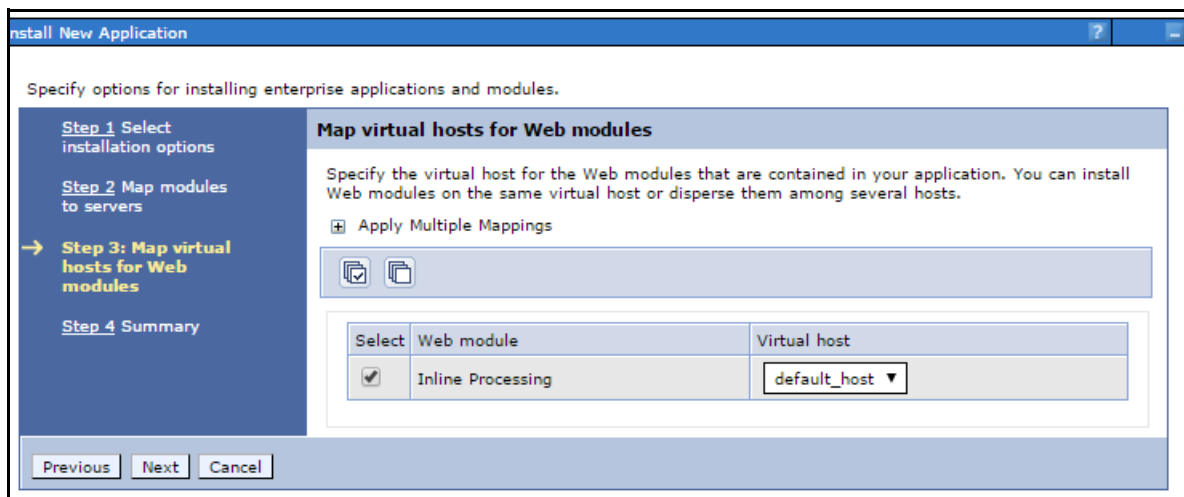 nstall New Application
?
Specify options for installing enterprise applications and modules.
Step 1 Select
installation options
Step 2 Map modules
to servers
Step 3: Map virtual
hosts for Web
modules
Step 4 Summary
Map virtual hosts for Web modules
Specify the virtual host for the Web modules that are contained in your application. You can install
Web modules on the same virtual host or disperse them among several hosts.
Apply Multiple Mappings
Select Web module Virtual host
Inline Processing default_host
Previous Next Cancel